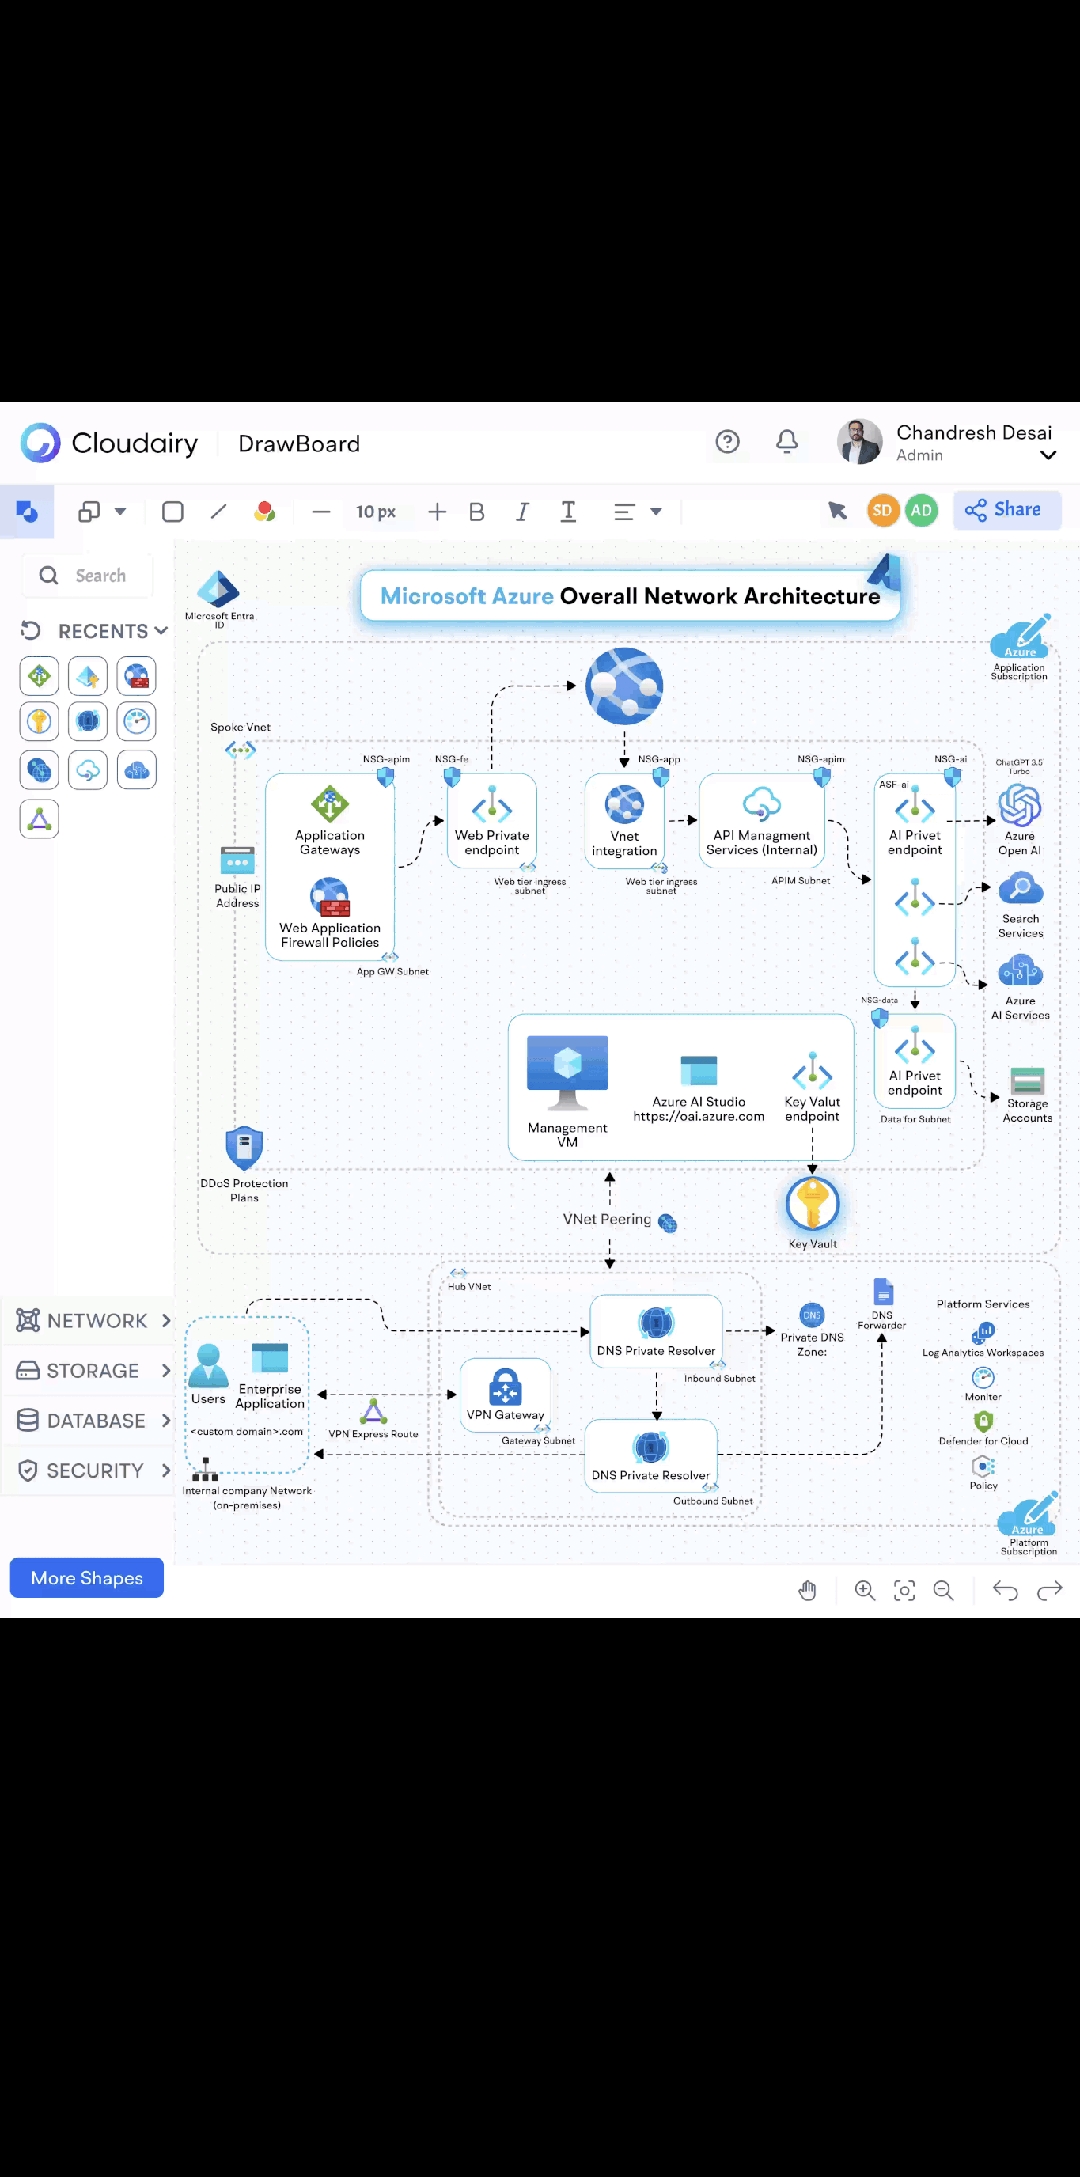 Cloudairy
DrawBoard
Chandresh Desai
Admin
10 px
B
I
T
SD
AD
Share
Search
RECENTS
Microsoft Entra
ID
Microsoft Azure Overall Network Architecture
Azure
Application
Subscription
Spoke Vnet
NSG-apim
NSG-fe
NSG-app
NSG-apim
NSG-ai
ChatGPT 3.5
Turbo
ASF-ai
Application
Gateways
Web Private
endpoint
Vnet
integration
API Managment
Services (Internal)
AI Privet
endpoint
Azure
Open AI
Public IP
Address
Web tier ingress
subnet
Web tier ingress
subnet
APIM Subnet
Web Application
Firewall Policies
App GW Subnet
Search
Services
Azure
AI Services
NSG-data
AI Privet
endpoint
Data for Subnet
Storage
Accounts
Management
VM
Azure AI Studio
https://oai.azure.com
Key Valut
endpoint
DDoS Protection
Plans
VNet Peering
Key Vault
NETWORK
STORAGE
DATABASE
SECURITY
More Shapes
Hub VNet
DNS Private Resolver
Inbound Subnet
DNS
Private DNS
Zone:
DNS
Forwarder
Platform Services
Log Analytics Workspaces
Moniter
Defender for Cloud
Policy
Users
Enterprise
Application
<custom domain>.com
VPN Express Route
VPN Gateway
Gateway Subnet
DNS Private Resolver
Outbound Subnet
Internal company Network
(on-premises)
Azure
Platform
Subscription